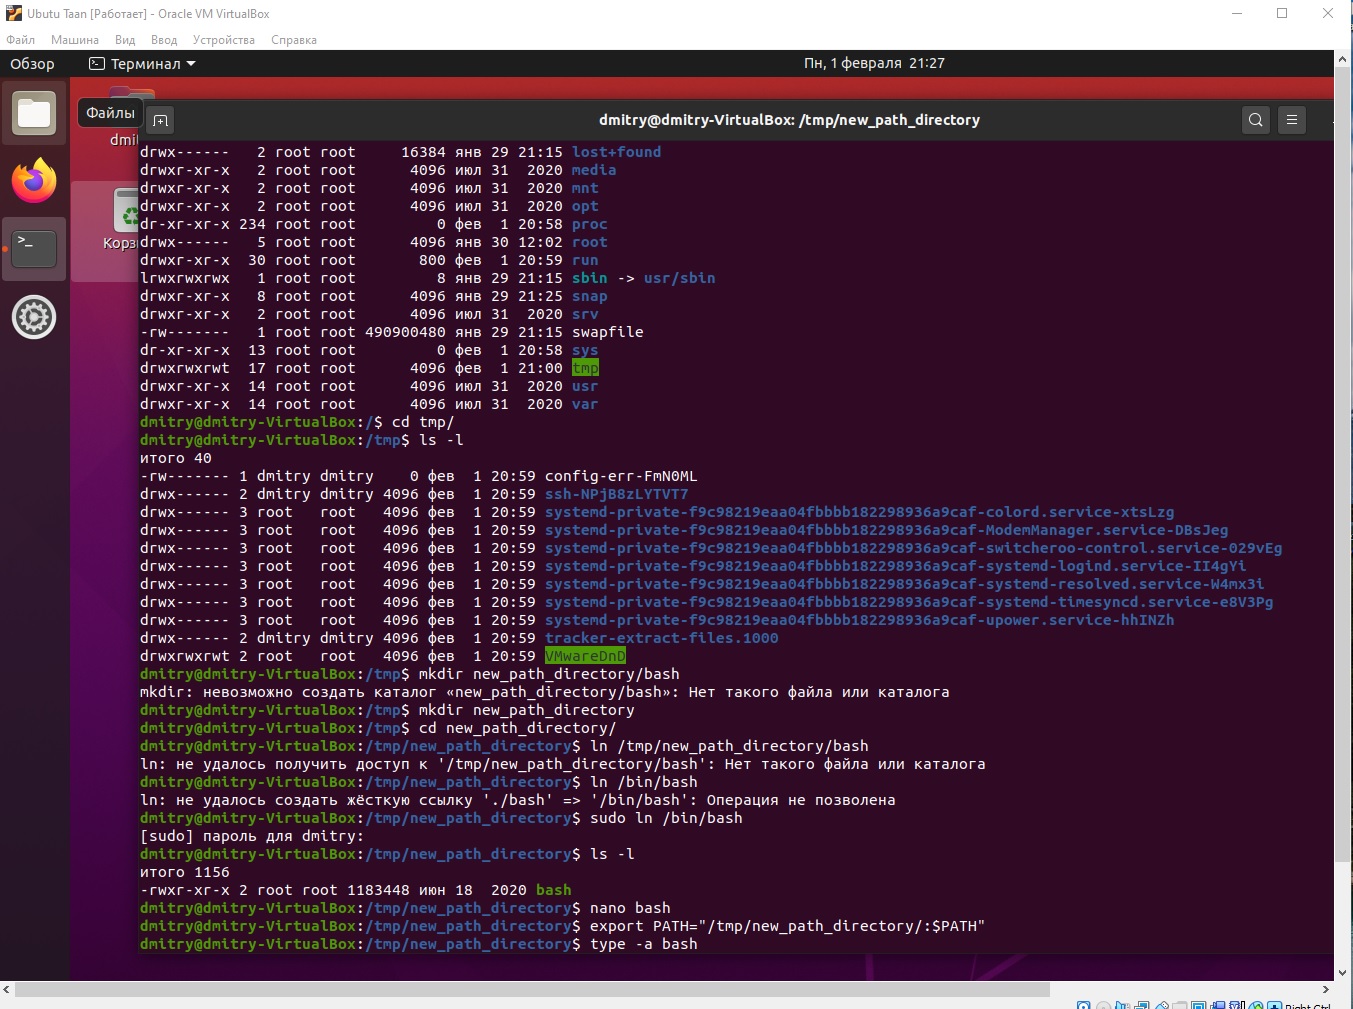 Ubutu Taan [Работает] - Oracle VM VirtualBox
Файл Машина Вид Ввод Устройства Справка
Обзор Терминал Пн, 1 февраля 21:27
Файлы
dmitry@dmitry-VirtualBox: /tmp/new_path_directory
drwx------ 2 root root 16384 янв 29 21:15 lost+found
drwxr-xr-x 2 root root 4096 июл 31 2020 media
drwxr-xr-x 2 root root 4096 июл 31 2020 mnt
drwxr-xr-x 2 root root 4096 июл 31 2020 opt
dr-xr-xr-x 234 root root 0 фев 1 20:58 proc
drwx------ 5 root root 4096 янв 30 12:02 root
drwxr-xr-x 30 root root 800 фев 1 20:59 run
lrwxrwxrwx 1 root root 8 янв 29 21:15 sbin -> usr/sbin
drwxr-xr-x 8 root root 4096 янв 29 21:25 snap
drwxr-xr-x 2 root root 4096 июл 31 2020 srv
-rw------- 1 root root 490900480 янв 29 21:15 swapfile
dr-xr-xr-x 13 root root 0 фев 1 20:58 sys
drwxrwxrwt 17 root root 4096 фев 1 21:00 tmp
drwxr-xr-x 14 root root 4096 июл 31 2020 usr
drwxr-xr-x 14 root root 4096 июл 31 2020 var
dmitry@dmitry-VirtualBox:/$ cd tmp/
dmitry@dmitry-VirtualBox:/tmp$ ls -l
итого 40
-rw------- 1 dmitry dmitry 0 фев 1 20:59 config-err-FmN0ML
drwx------ 2 dmitry dmitry 4096 фев 1 20:59 ssh-NPjB8zLYTVT7
drwx------ 3 root root 4096 фев 1 20:59 systemd-private-f9c98219eaa04fbbbb182298936a9caf-colord.service-xtsLzg
drwx------ 3 root root 4096 фев 1 20:59 systemd-private-f9c98219eaa04fbbbb182298936a9caf-ModemManager.service-DBsJeg
drwx------ 3 root root 4096 фев 1 20:59 systemd-private-f9c98219eaa04fbbbb182298936a9caf-switcheroo-control.service-029vEg
drwx------ 3 root root 4096 фев 1 20:59 systemd-private-f9c98219eaa04fbbbb182298936a9caf-systemd-logind.service-II4gYi
drwx------ 3 root root 4096 фев 1 20:59 systemd-private-f9c98219eaa04fbbbb182298936a9caf-systemd-resolved.service-W4mx3i
drwx------ 3 root root 4096 фев 1 20:59 systemd-private-f9c98219eaa04fbbbb182298936a9caf-systemd-timesyncd.service-e8V3Pg
drwx------ 3 root root 4096 фев 1 20:59 systemd-private-f9c98219eaa04fbbbb182298936a9caf-upower.service-hhINZh
drwx------ 2 dmitry dmitry 4096 фев 1 20:59 tracker-extract-files.1000
drwxrwxrwt 2 root root 4096 фев 1 20:59 VMwareDnD
dmitry@dmitry-VirtualBox:/tmp$ mkdir new_path_directory/bash
mkdir: невозможно создать каталог «new_path_directory/bash»: Нет такого файла или каталога
dmitry@dmitry-VirtualBox:/tmp$ mkdir new_path_directory
dmitry@dmitry-VirtualBox:/tmp$ cd new_path_directory/
dmitry@dmitry-VirtualBox:/tmp/new_path_directory$ ln /tmp/new_path_directory/bash
ln: не удалось получить доступ к '/tmp/new_path_directory/bash': Нет такого файла или каталога
dmitry@dmitry-VirtualBox:/tmp/new_path_directory$ ln /bin/bash
ln: не удалось создать жёсткую ссылку './bash' => '/bin/bash': Операция не позволена
dmitry@dmitry-VirtualBox:/tmp/new_path_directory$ sudo ln /bin/bash
[sudo] пароль для dmitry:
dmitry@dmitry-VirtualBox:/tmp/new_path_directory$ ls -l
итого 1156
-rwxr-xr-x 2 root root 1183448 июн 18 2020 bash
dmitry@dmitry-VirtualBox:/tmp/new_path_directory$ nano bash
dmitry@dmitry-VirtualBox:/tmp/new_path_directory$ export PATH="/tmp/new_path_directory/:$PATH"
dmitry@dmitry-VirtualBox:/tmp/new_path_directory$ type -a bash
Right Ctrl